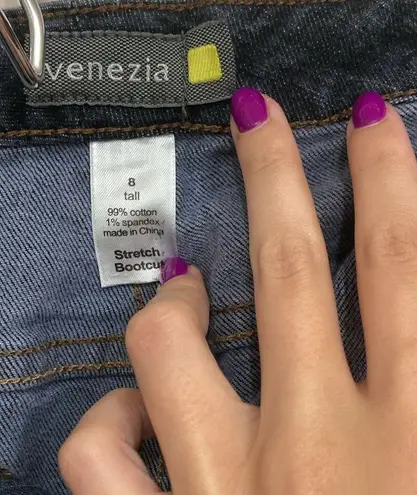 venezia
8
tall
99% cotton
1% spandex
made in China
Stretch
Bootcut